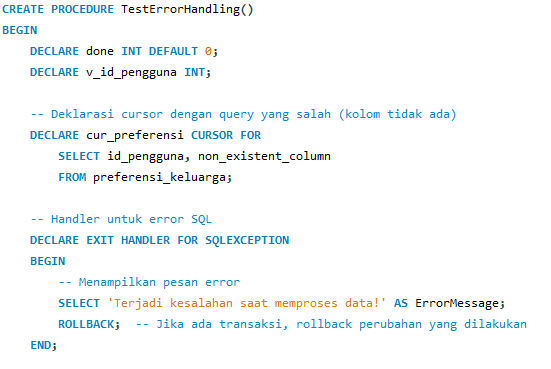 CREATE PROCEDURE TestErrorHandling()
BEGIN
    DECLARE done INT DEFAULT 0;
    DECLARE v_id_pengguna INT;

    -- Deklarasi cursor dengan query yang salah (kolom tidak ada)
    DECLARE cur_preferensi CURSOR FOR
        SELECT id_pengguna, non_existent_column
        FROM preferensi_keluarga;

    -- Handler untuk error SQL
    DECLARE EXIT HANDLER FOR SQLEXCEPTION
    BEGIN
        -- Menampilkan pesan error
        SELECT 'Terjadi kesalahan saat memproses data!' AS ErrorMessage;
        ROLLBACK;  -- Jika ada transaksi, rollback perubahan yang dilakukan
    END;